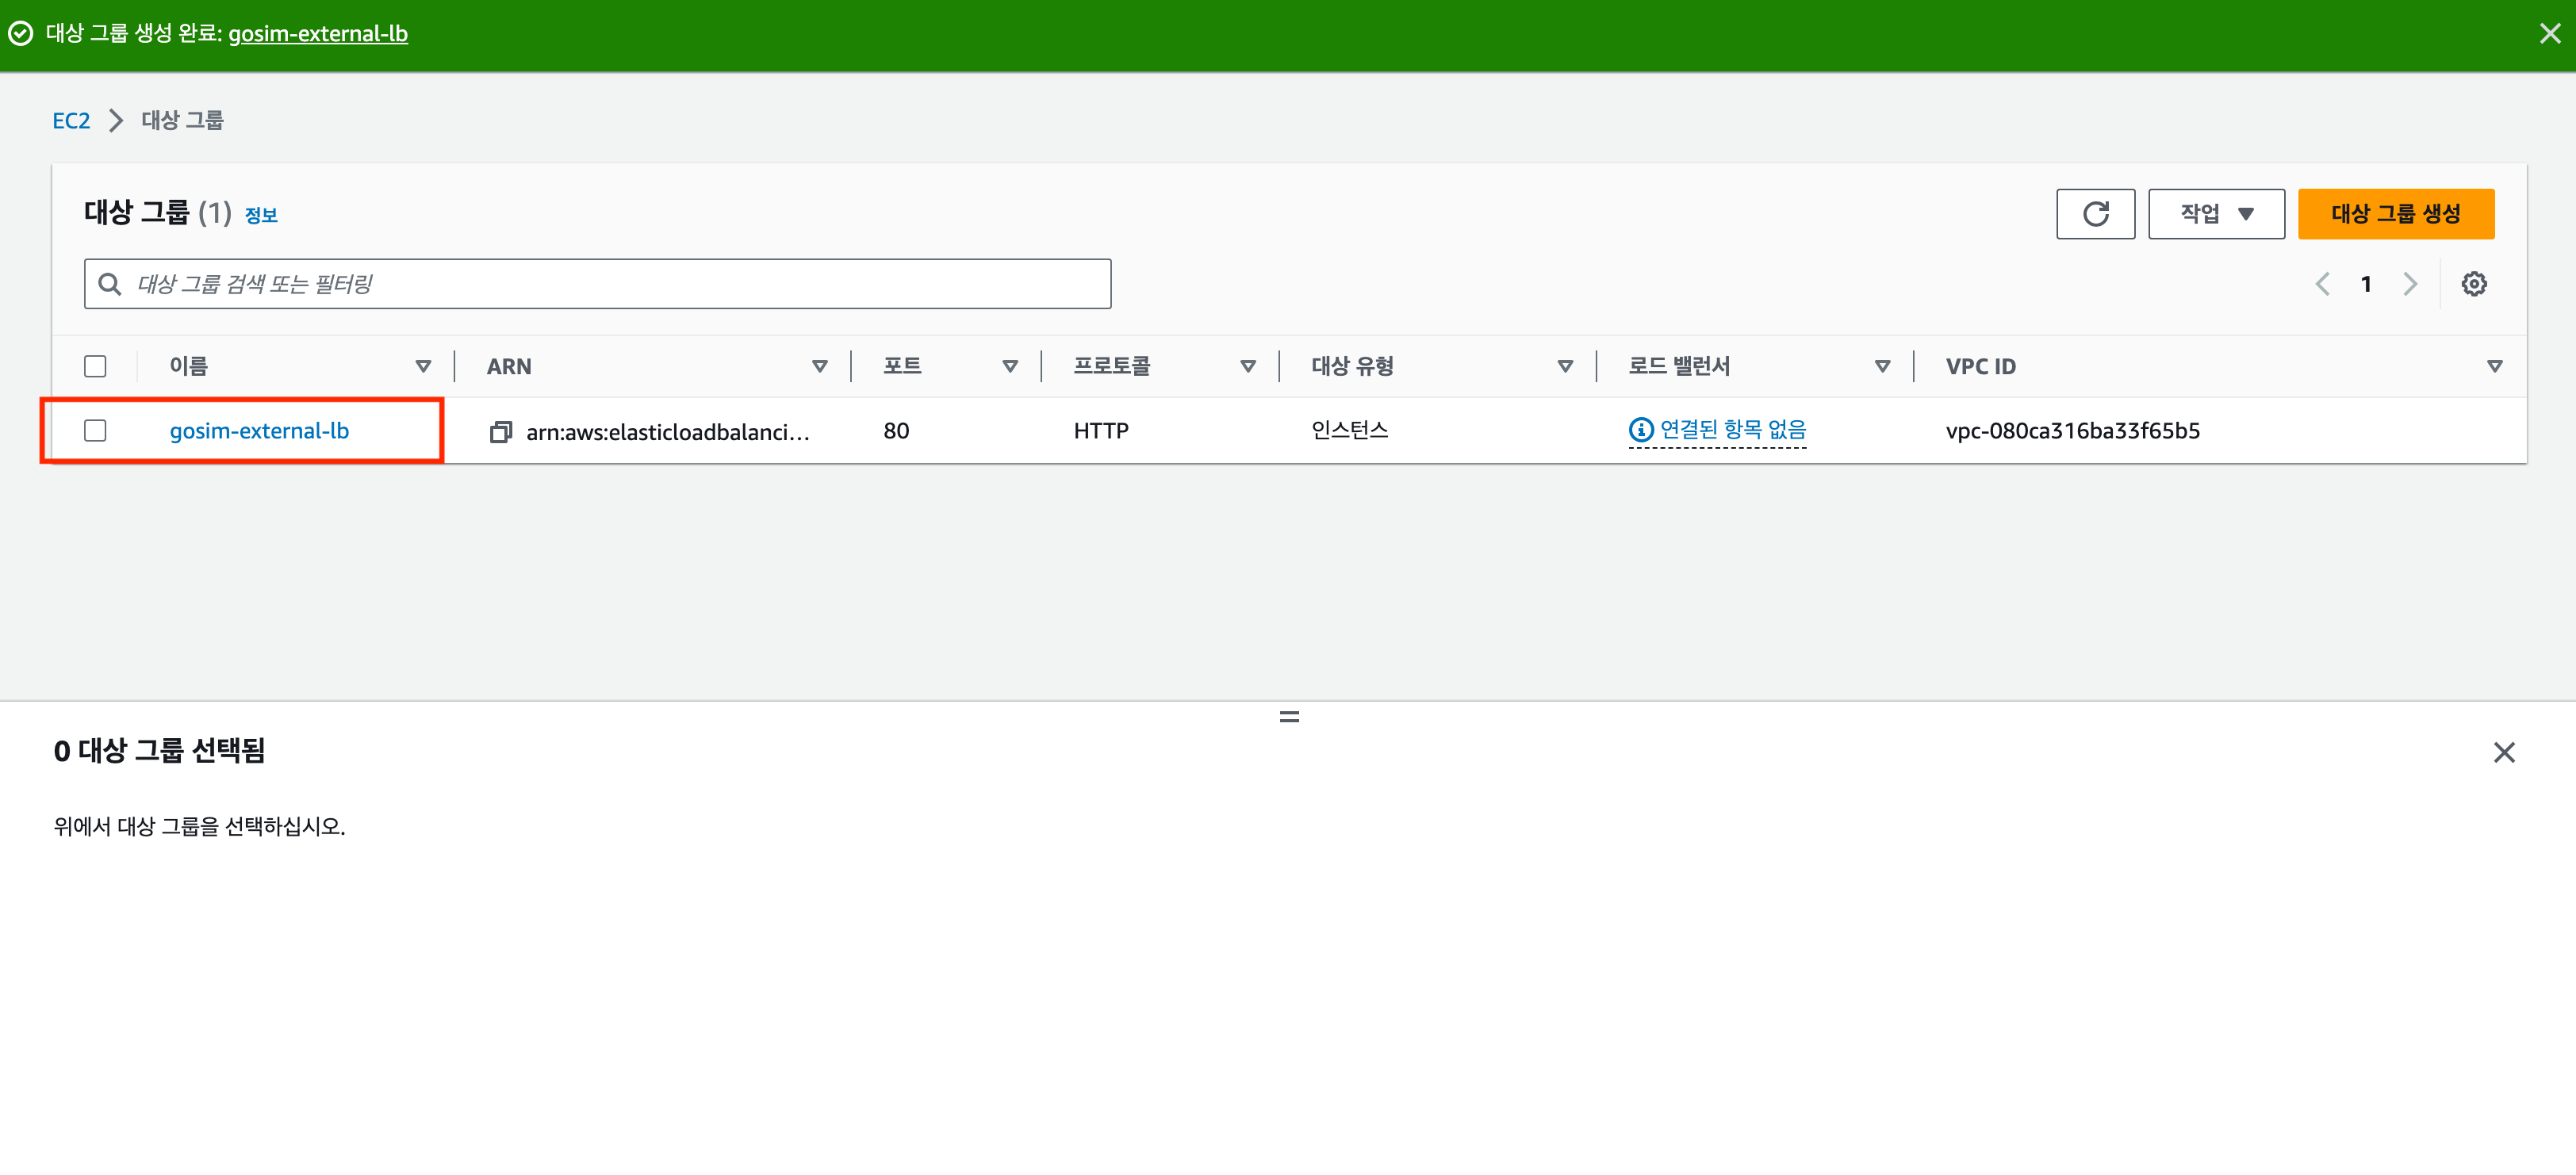 대상 그룹 생성 완료: gosim-external-lb
EC2 > 대상 그룹
대상 그룹 (1) 정보
작업
대상 그룹 생성
대상 그룹 검색 또는 필터링
1
이름 ARN 포트 프로토콜 대상 유형 로드 밸런서 VPC ID
gosim-external-lb arn:aws:elasticloadbalanci... 80 HTTP 인스턴스 연결된 항목 없음 vpc-080ca316ba33f65b5
0 대상 그룹 선택됨
위에서 대상 그룹을 선택하십시오.